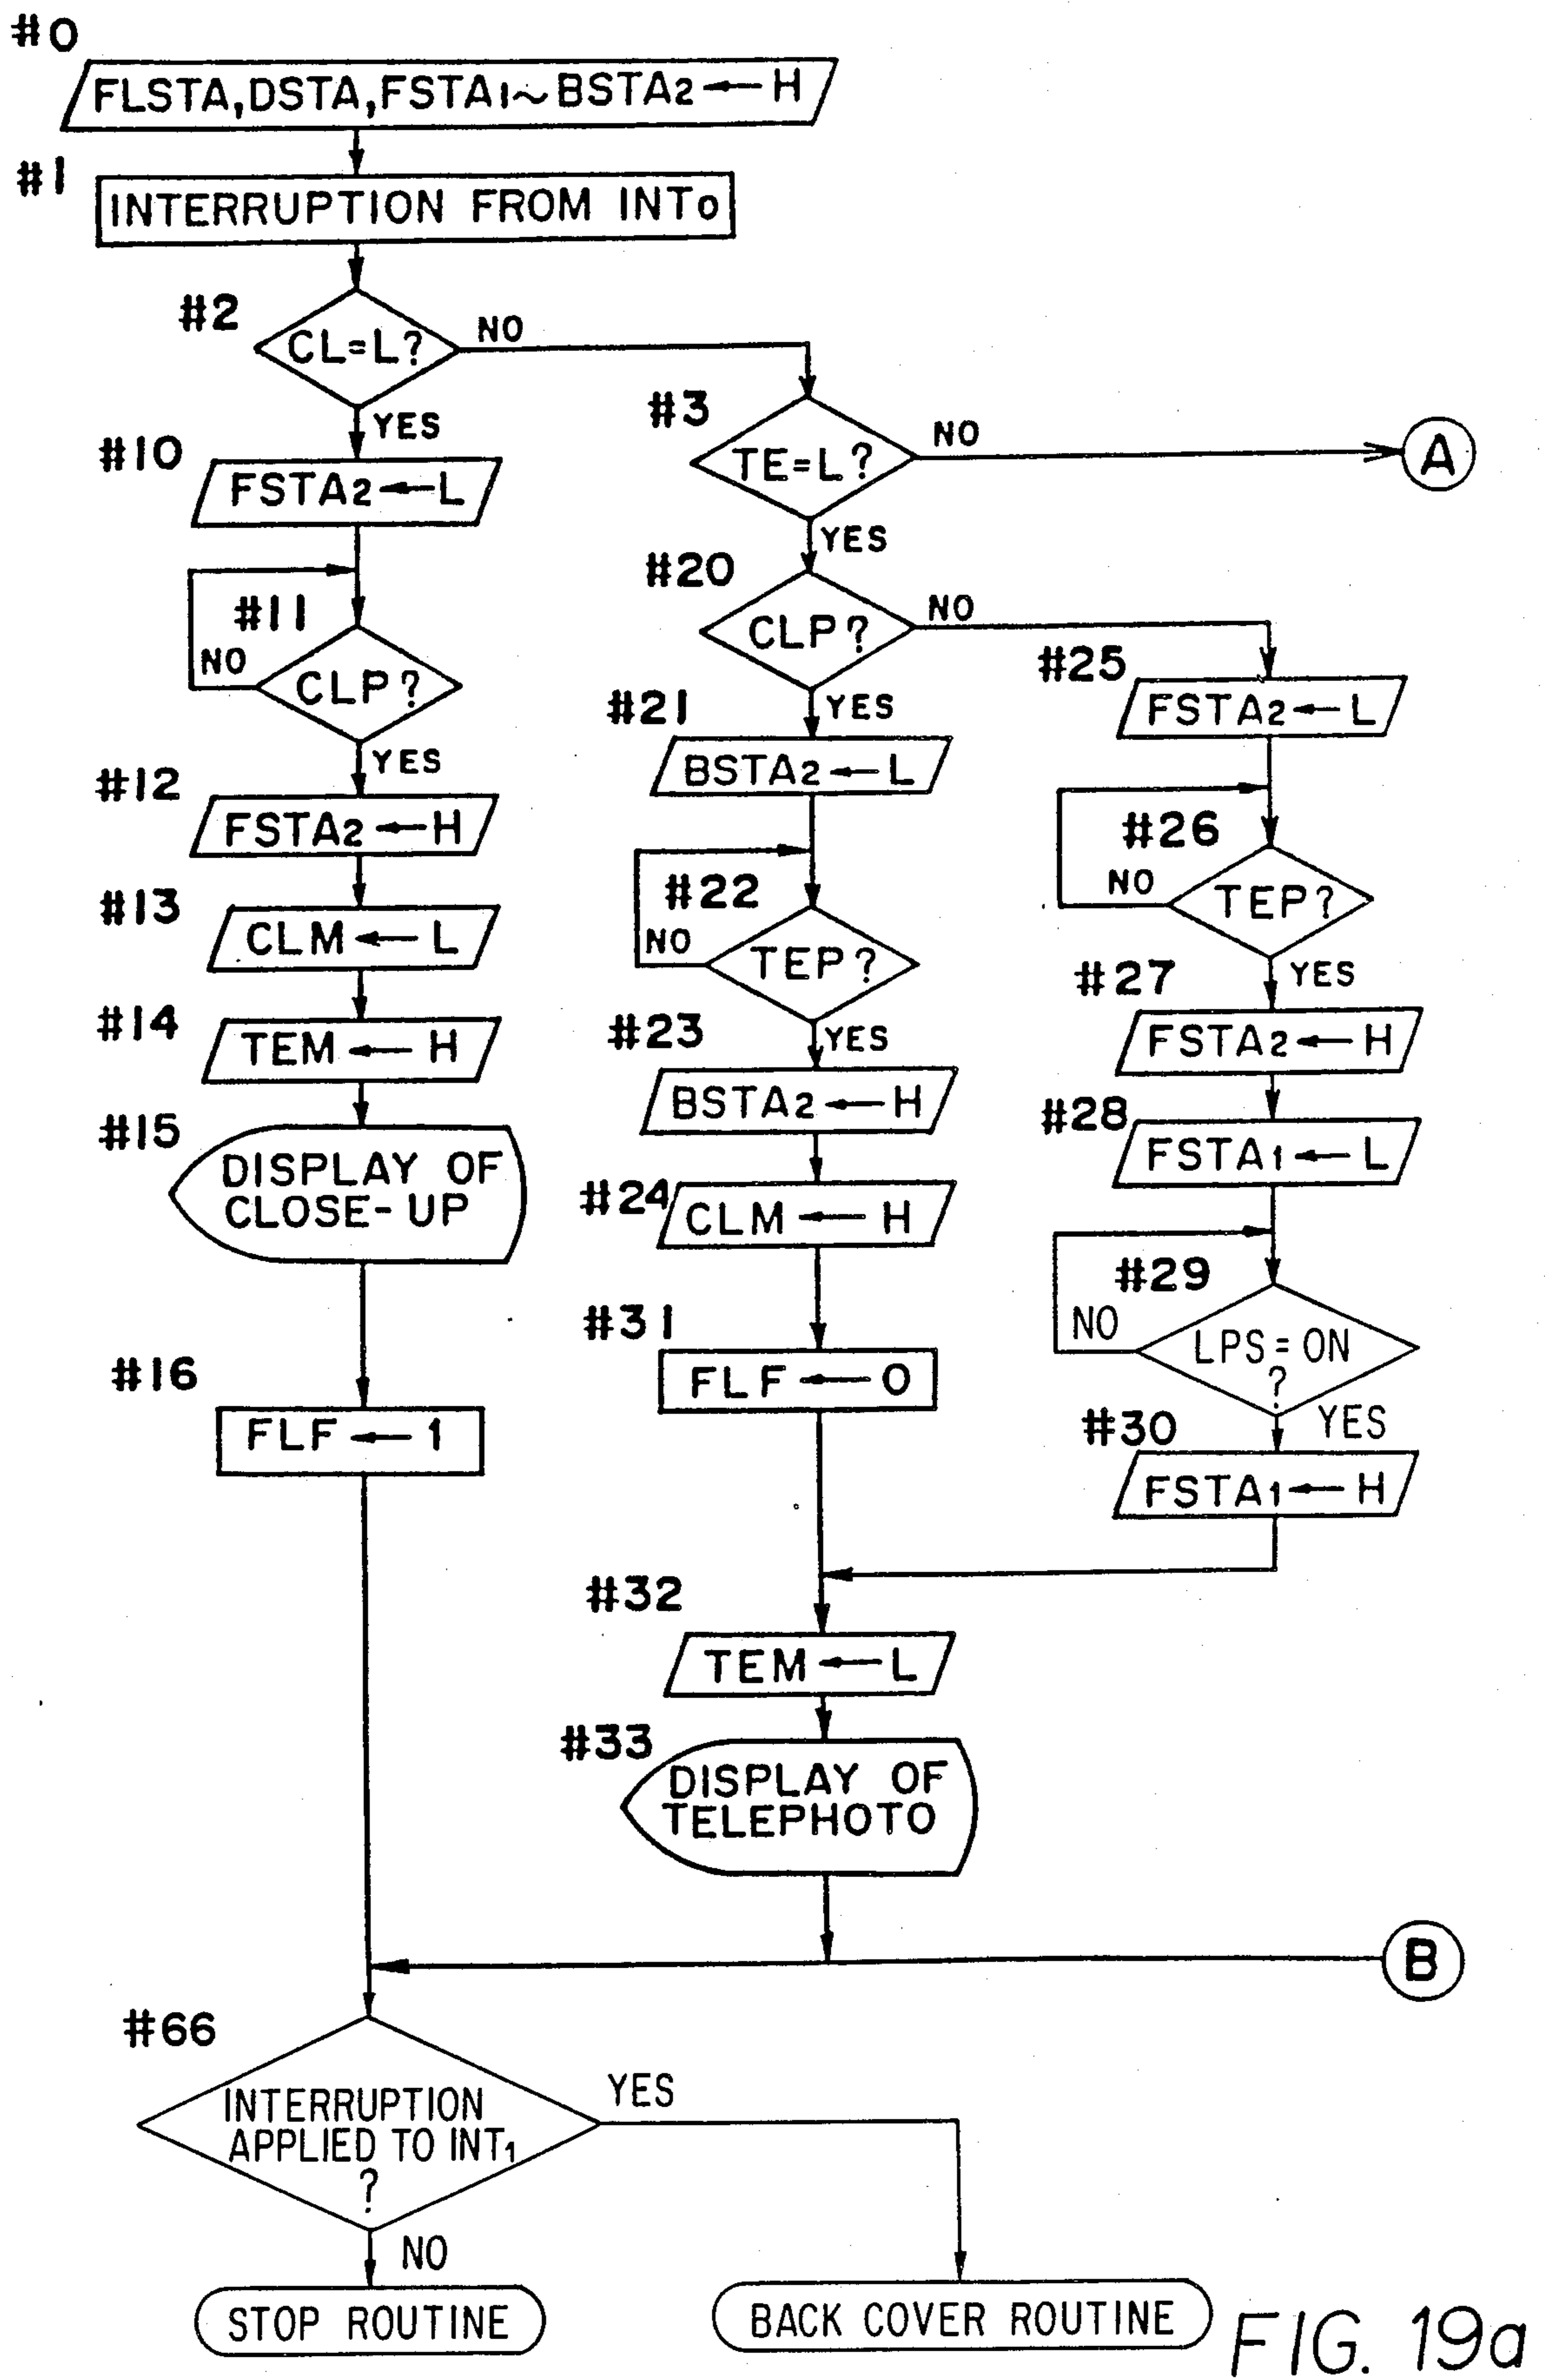 #0
FLSTA,DSTA,FSTA1~BSTA2←H
#1
INTERRUPTION FROM INT0
#2
CL=L?
NO
YES
#3
TE=L?
NO
A
YES
#10
FSTA2←L
#11
NO
CLP?
YES
#12
FSTA2←H
#13
CLM←L
#14
TEM←H
#15
DISPLAY OF
CLOSE-UP
#16
FLF←1
#20
CLP?
NO
YES
#21
BSTA2←L
#22
NO
TEP?
YES
#23
BSTA2←H
#24
CLM←H
#31
FLF←0
#25
FSTA2←L
#26
NO
TEP?
YES
#27
FSTA2←H
#28
FSTA1←L
#29
NO
LPS=ON
?
YES
#30
FSTA1←H
#32
TEM←L
#33
DISPLAY OF
TELEPHOTO
B
#66
INTERRUPTION
APPLIED TO INT1
?
YES
NO
STOP ROUTINE
BACK COVER ROUTINE
FIG. 19a